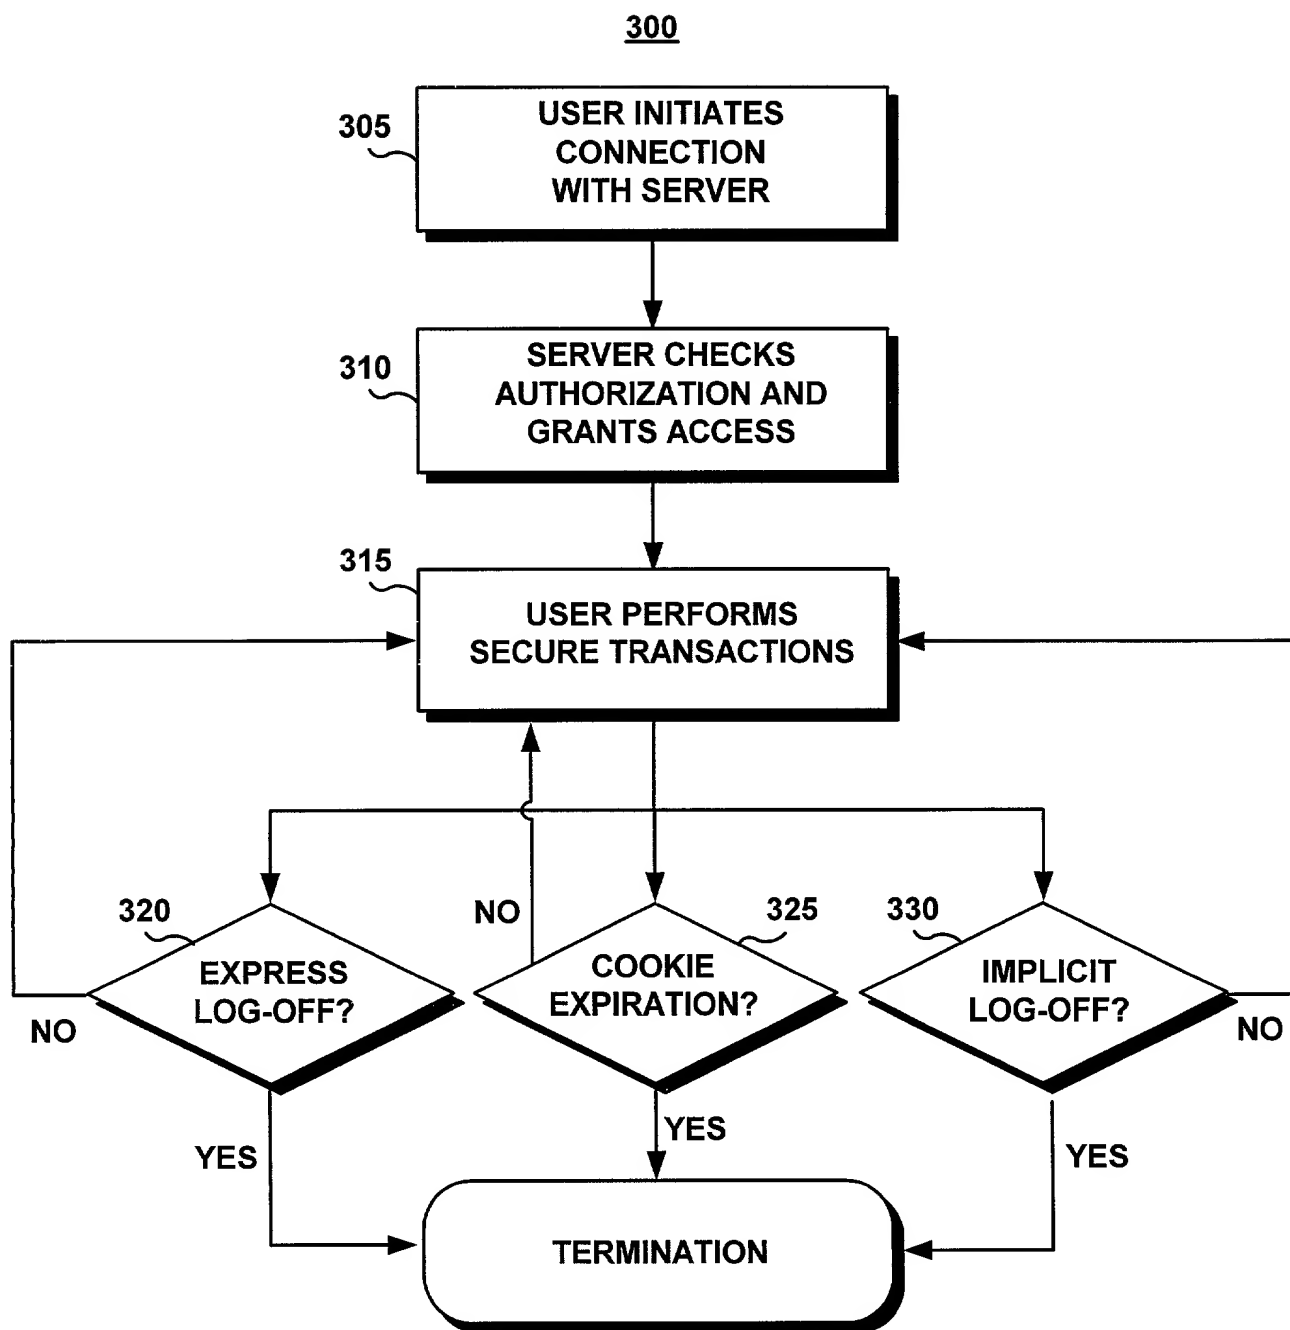 300
305
USER INITIATES
CONNECTION
WITH SERVER
310
SERVER CHECKS
AUTHORIZATION AND
GRANTS ACCESS
315
USER PERFORMS
SECURE TRANSACTIONS
320
EXPRESS
LOG-OFF?
NO
YES
NO
325
COOKIE
EXPIRATION?
YES
330
IMPLICIT
LOG-OFF?
NO
YES
TERMINATION